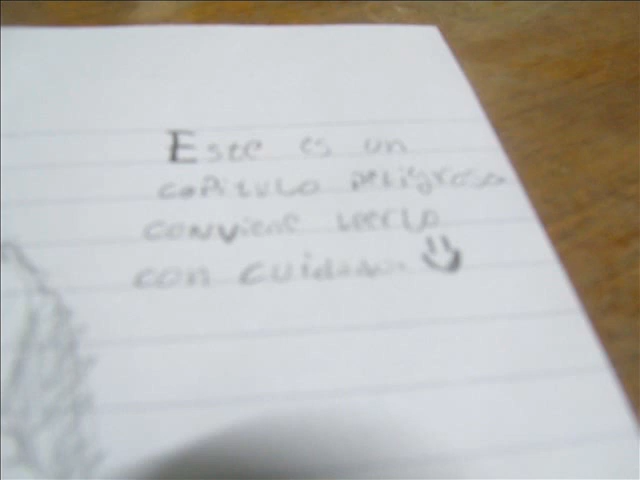 Este es un
capitulo peligroso
conviene leerlo
con cuidado